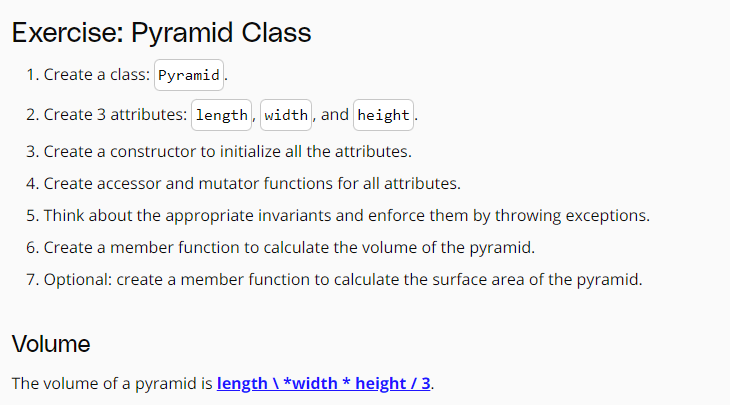 Exercise: Pyramid Class
1. Create a class: Pyramid.
2. Create 3 attributes: length, width, and height.
3. Create a constructor to initialize all the attributes.
4. Create accessor and mutator functions for all attributes.
5. Think about the appropriate invariants and enforce them by throwing exceptions.
6. Create a member function to calculate the volume of the pyramid.
7. Optional: create a member function to calculate the surface area of the pyramid.
Volume
The volume of a pyramid is length \ *width * height / 3.